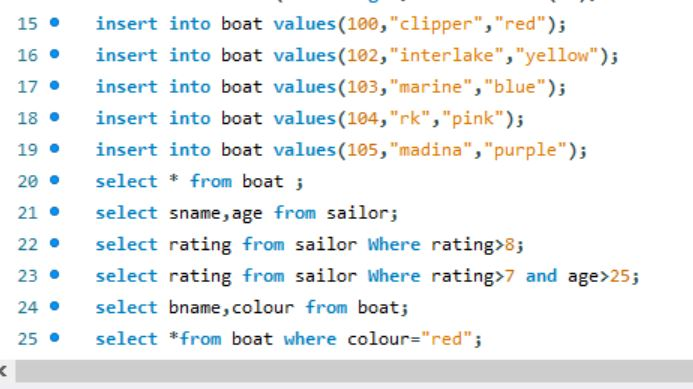 15 insert into boat values(100,"clipper","red");
16 insert into boat values(102,"interlake","yellow");
17 insert into boat values(103,"marine","blue");
18 insert into boat values(104,"rk","pink");
19 insert into boat values(105,"madina","purple");
20 select * from boat ;
21 select sname,age from sailor;
22 select rating from sailor Where rating>8;
23 select rating from sailor Where rating>7 and age>25;
24 select bname,colour from boat;
25 select *from boat where colour="red";